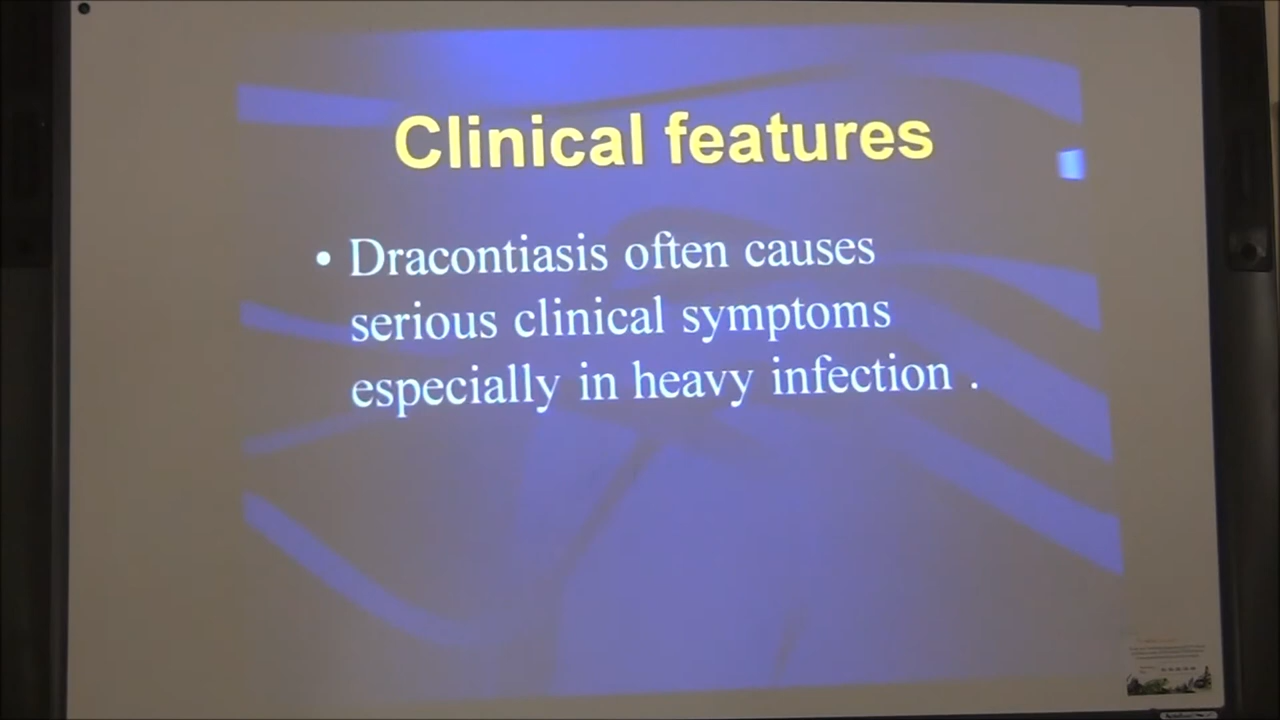 Clinical features
• Dracontiasis often causes
serious clinical symptoms
especially in heavy infection .